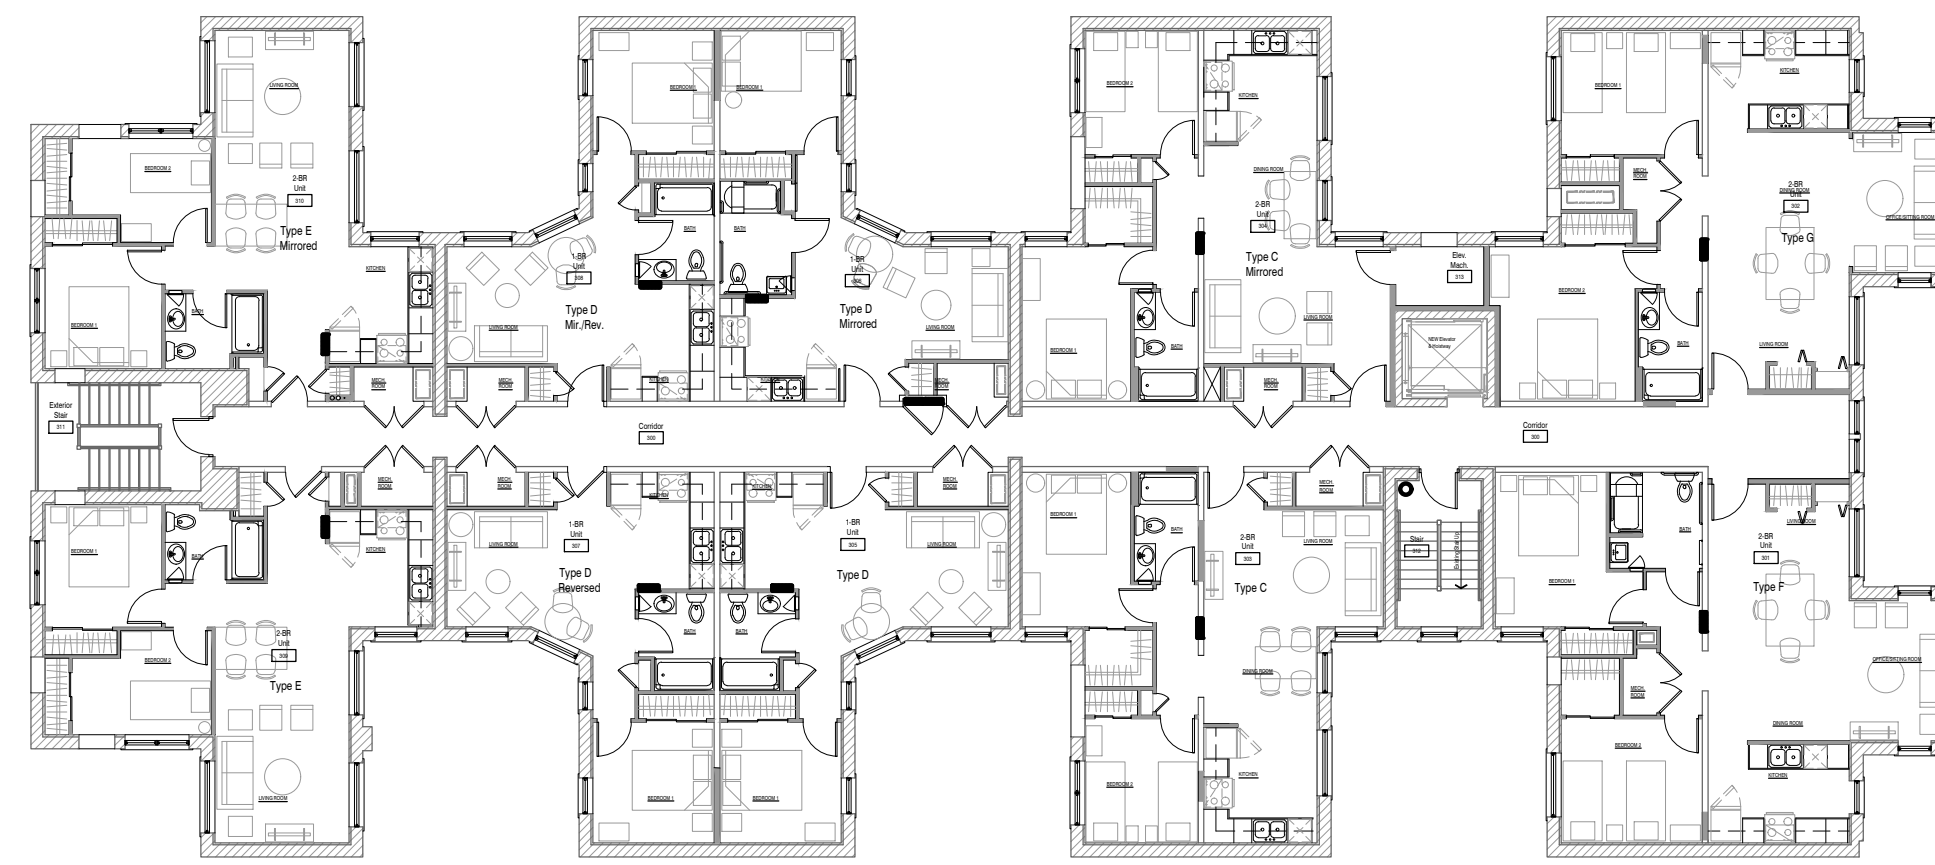 LIVING ROOM
BEDROOM 2
2-BR
Unit
310
Type E
Mirrored
KITCHEN
BATH
BEDROOM 1
MECH.
ROOM
Exterior
Stair
311
BEDROOM 1
BEDROOM 1
BATH
BATH
1-BR
Unit
308
Type D
Mir./Rev.
LIVING ROOM
MECH.
ROOM
KITCHEN
1-BR
Unit
306
Type D
Mirrored
LIVING ROOM
KITCHEN
MECH.
ROOM
BEDROOM 2
KITCHEN
DINING ROOM
2-BR
Unit
304
Type C
Mirrored
LIVING ROOM
BEDROOM 1
BATH
MECH.
ROOM
Elev.
Mach.
313
NEW Elevator
& Hoistway
BEDROOM 1
KITCHEN
MECH.
ROOM
2-BR
DINING ROOM
Unit
302
Type G
OFFICE/SITTING ROOM
BEDROOM 2
BATH
LIVING ROOM
Corridor
300
Corridor
300
MECH.
ROOM
KITCHEN
BEDROOM 1
BATH
BEDROOM 2
2-BR
Unit
309
Type E
LIVING ROOM
MECH.
ROOM
LIVING ROOM
1-BR
Unit
307
Type D
Reversed
KITCHEN
BATH
BEDROOM 1
KITCHEN
1-BR
Unit
305
Type D
LIVING ROOM
MECH.
ROOM
BATH
BEDROOM 1
BEDROOM 1
BATH
2-BR
Unit
303
Type C
LIVING ROOM
MECH.
ROOM
DINING ROOM
KITCHEN
BEDROOM 2
Stair
312
Existing Stair Up
BEDROOM 1
BATH
LIVING ROOM
2-BR
Unit
301
Type F
OFFICE/SITTING ROOM
MECH.
ROOM
DINING ROOM
BEDROOM 2
KITCHEN